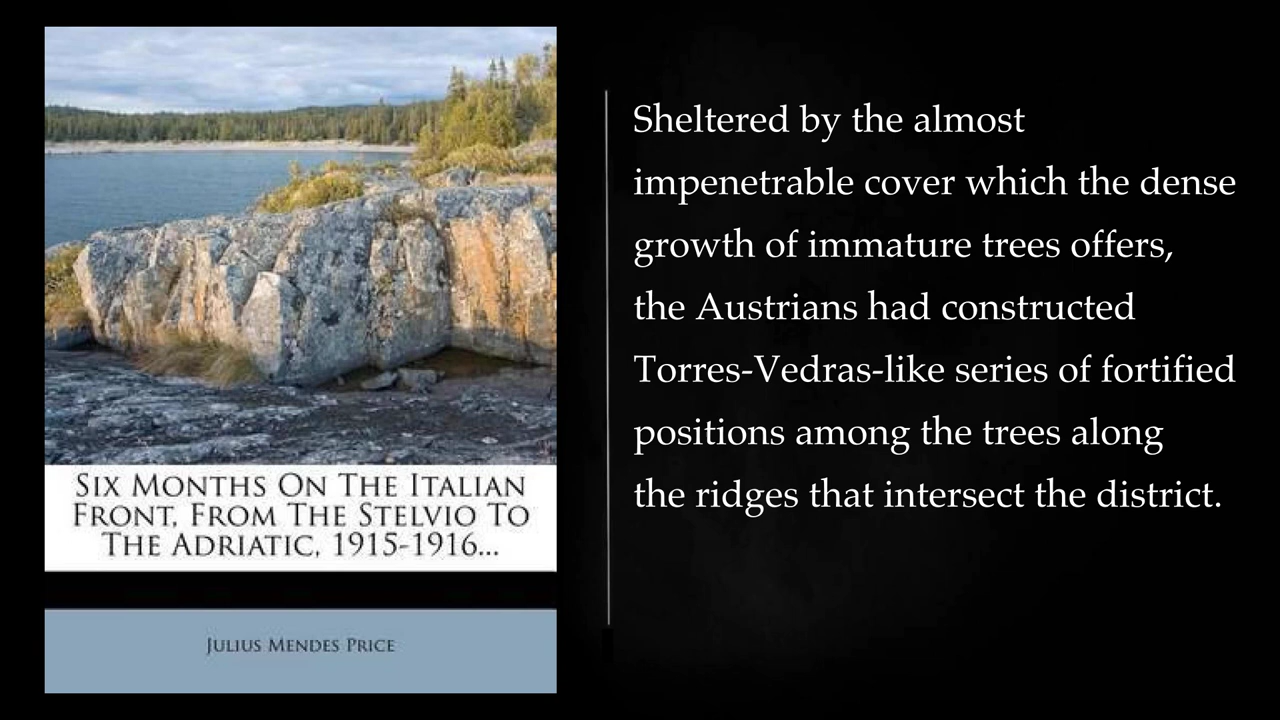 SIX MONTHS ON THE ITALIAN
FRONT, FROM THE STELVIO TO
THE ADRIATIC, 1915-1916...
JULIUS MENDES PRICE
Sheltered by the almost
impenetrable cover which the dense
growth of immature trees offers,
the Austrians had constructed
Torres-Vedras-like series of fortified
positions among the trees along
the ridges that intersect the district.